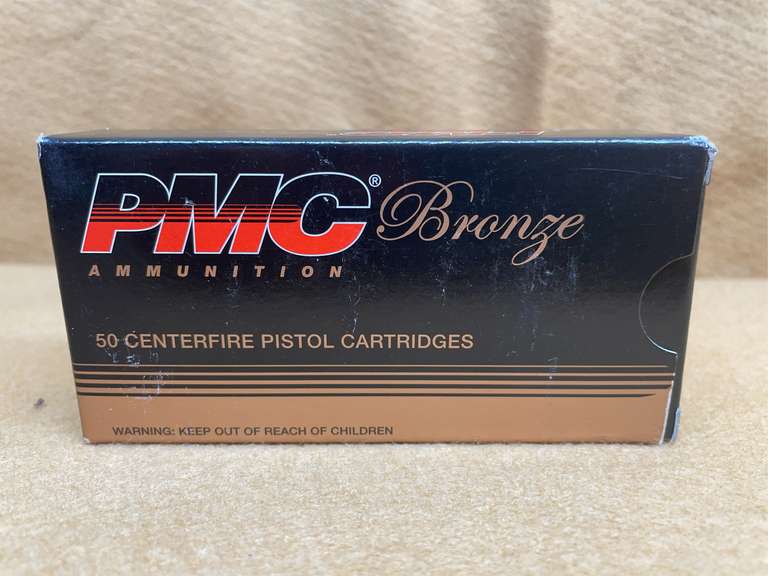 PMC® Bronze
AMMUNITION
50 CENTERFIRE PISTOL CARTRIDGES
WARNING: KEEP OUT OF REACH OF CHILDREN